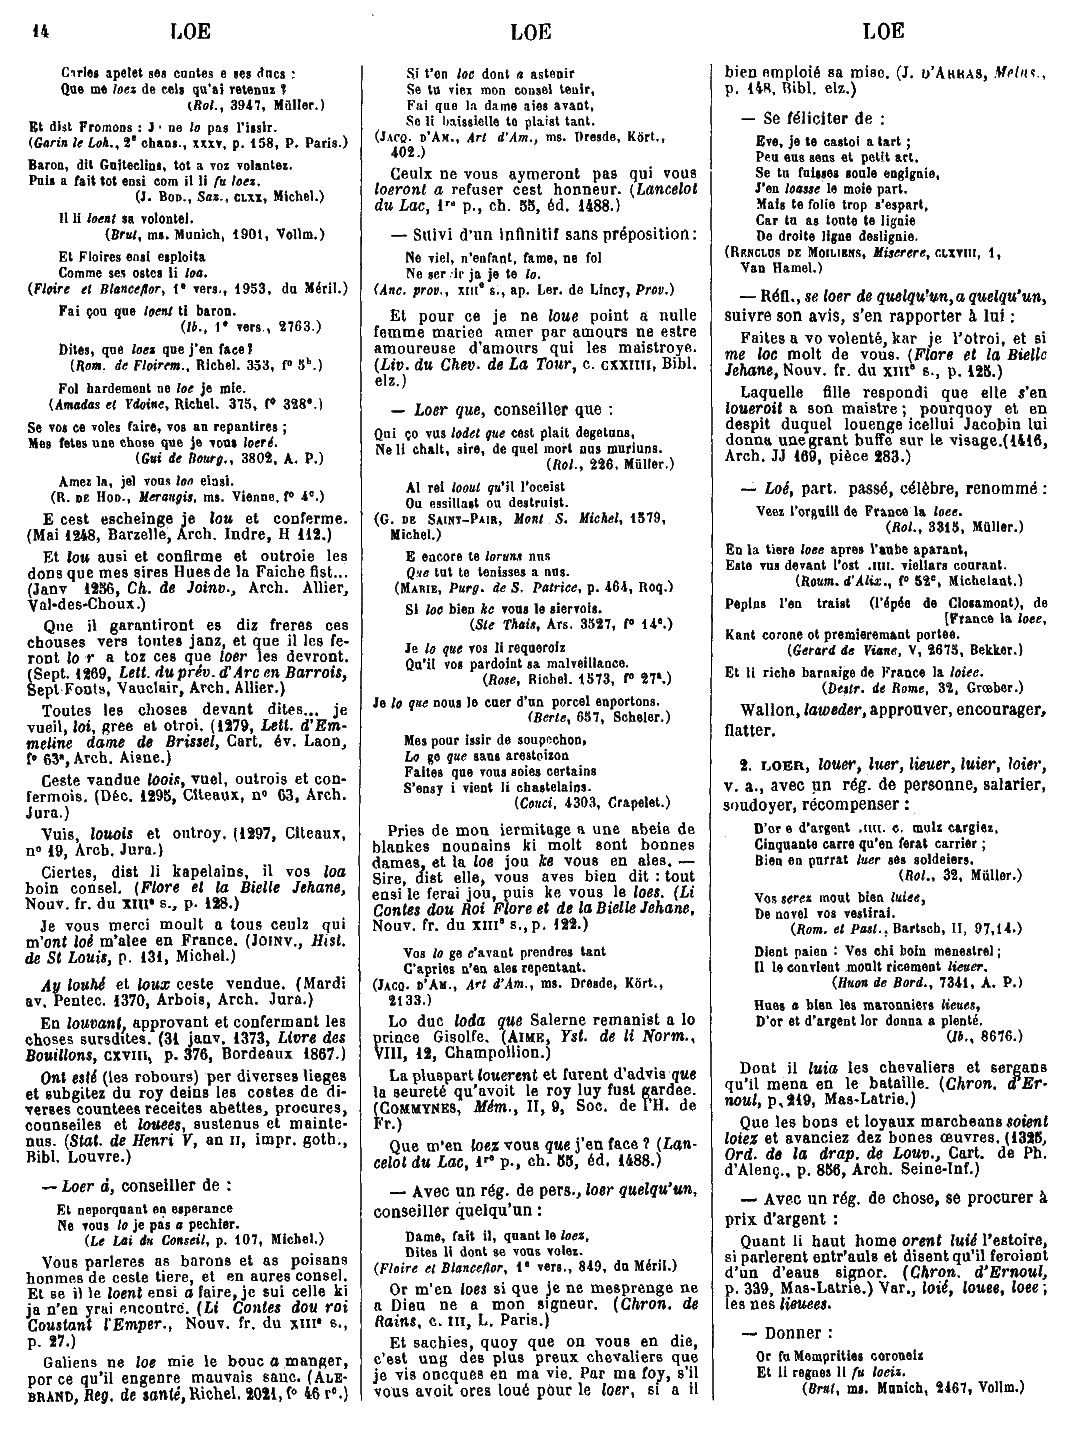 14 LOE LOE LOE
Carles apelet ses contes e ses ducs :
Que me loez de cels qu'ai retenuz ?
(Rol., 3947, Müller.)
Et dist Fromons : J. ne lo pas l'issir.
(Garin le Loh., 2e chans., XXXV, p. 158, P. Paris.)
Baron, dit Guiteclins, tot a voz volantez.
Puis a fait tot ensi com il li fu loez.
(J. BOD., Sax., CLXX, Michel.)
Il li loent sa volontel.
(Brut, ms. Munich, 1901, Vollm.)
Et Floires ensi esploita
Comme ses ostes li loa.
(Floire et Blanceflor, 1e vers., 1953, du Méril.)
Fai çou que loent ti baron.
(Ib., 1e vers., 2763.)
Dites, que loez que j'en face ?
(Rom. de Floirem., Richel. 353, fo 5b.)
Fol hardement ne loe je mie.
(Amadas et Ydoine, Richel. 375, fo 328e.)
Se vos ce voles faire, vos an repantires ;
Mes fetes une chose que je vous loeré.
(Gui de Bourg., 3802, A. P.)
Amez la, jel vous loo einsi.
(R. DE HOD., Merangis, ms. Vienne, fo 4c.)
E cest escheinge je lou et conferme.
(Mai 1248, Barzelle, Arch. Indre, H 112.)
Et lou ausi et confirme et outroie les
dons que mes sires Hues de la Faiche fist...
(Janv 1256, Ch. de Joinv., Arch. Allier,
Val-des-Choux.)
Que il garantiront es diz freres ces
chouses vers toutes janz, et que il les fe-
ront lo r a toz ces que loer les devront.
(Sept. 1269, Lett. du prév. d'Arc en Barrois,
Sept-Fonts, Vauclair, Arch. Allier.)
Toutes les choses devant dites... je
vueil, loi, gree et otroi. (1279, Lett. d'Em-
meline dame de Brissel, Cart. év. Laon,
fo 63a, Arch. Aisne.)
Ceste vandue loois, vuel, outrois et con-
fermois. (Déc. 1295, Citeaux, no 63, Arch.
Jura.)
Vuis, louois et ontroy. (1297, Citeaux,
no 19, Arch. Jura.)
Ciertes, dist li kapelains, il vos loa
boin consel. (Flore et la Bielle Jehane,
Nouv. fr. du XIIIe s., p. 128.)
Je vous merci moult a tous ceulz qui
m'ont loé m'alee en France. (JOINV., Hist.
de St Louis, p. 131, Michel.)
Ay louhé et loux ceste vendue. (Mardi
av. Pentec. 1370, Arbois, Arch. Jura.)
En louvant, approvant et confermant les
choses sursdites. (31 janv. 1373, Livre des
Bouillons, CXVIII, p. 376, Bordeaux 1867.)
Ont esté (les robours) per diverses lieges
et subgitez du roy deins les costes de di-
verses countees receites abettes, procures,
counseiles et louees, sustenus et mainte-
nus. (Stat. de Henri V, an II, impr. goth.,
Bibl. Louvre.)
— Loer á, conseiller de :
Et neporquant en esperance
Ne vous lo je pas a pechier.
(Le Lai du Conseil, p. 107, Michel.)
Vous parleres as barons et as poisans
honmes de ceste tiere, et en aures consel.
Et se il le loent ensi a faire, je sui celle ki
ja n'en yrai encontre. (Li Contes dou roi
Coustant l'Emper., Nouv. fr. du XIIIe s.,
p. 27.)
Galiens ne loe mie le bouc a manger,
por ce qu'il engenre mauvais sanc. (ALE-
BRAND, Reg. de santé, Richel. 2021, fo 46 ro.)
Si t'en loc dont a astenir
Se tu viex mon consel tenir,
Fai que la dame aies avant,
Se li baissielle te plaist tant.
(JACQ. D'AM., Art d'Am., ms. Dresde, Kört.,
402.)
Ceulx ne vous aymeront pas qui vous
loeront a refuser cest honneur. (Lancelot
du Lac, 1re p., ch. 55, éd. 1488.)
— Suivi d'un infinitif sans préposition :
Ne viel, n'enfant, fame, ne fol
Ne servir ja je te lo.
(Anc. prov., XIIIe s., ap. Ler. de Lincy, Prov.)
Et pour ce je ne loue point a nulle
femme mariee amer par amours ne estre
amoureuse d'amours qui les maistroye.
(Liv. du Chev. de La Tour, c. CXXIIII, Bibl.
elz.)
— Loer que, conseiller que :
Qui ço vus lodet que cest plait degetuns,
Ne li chalt, sire, de quel mort nus muriuns.
(Rol., 226, Müller.)
Al rei looul qu'il l'oceist
Ou essillast ou destruist.
(G. DE SAINT-PAIR, Mont S. Michel, 1579,
Michel.)
E encore te loruns nus
Que tut te tenisses a nus.
(MARIE, Purg. de S. Patrice, p. 464, Roq.)
Si loc bien ke vous le siervois.
(Ste Thais, Ars. 3527, fo 14c.)
Je lo que vos li requeroiz
Qu'il vos pardoint sa malveillance.
(Rose, Richel. 1573, fo 27a.)
Je lo que nous le cuer d'un porcel enportons.
(Berte, 657, Scheler.)
Mes pour issir de soupechon,
Lo ge que sans arestoizon
Faites que vous soies certains
S'ensy i vient li chastelains.
(Couci, 4303, Crapelet.)
Pries de mon iermitage a une abeie de
blankes nounains ki molt sont bonnes
dames, et la loe jou ke vous en ales. —
Sire, dist elle, vous aves bien dit : tout
ensi le ferai jou, puis ke vous le loes. (Li
Contes dou Roi Flore et de la Bielle Jehane,
Nouv. fr. du XIIIe s., p. 122.)
Vos lo ge c'avant prendres tant
C'apries n'en ales repentant.
(JACQ. D'AM., Art d'Am., ms. Dresde, Kört.,
2133.)
Lo duc loda que Salerne remanist a lo
prince Gisolfe. (AIME, Yst. de li Norm.,
VIII, 12, Champollion.)
La pluspart louerent et furent d'advis que
la seureté qu'avoit le roy luy fust gardee.
(COMMYNES, Mém., II, 9, Soc. de l'H. de
Fr.)
Que m'en loez vous que j'en face ? (Lan-
celot du Lac, 1re p., ch. 55, éd. 1488.)
— Avec un rég. de pers., loer quelqu'un,
conseiller quelqu'un :
Dame, fait il, quant le loez,
Dites li dont se vous volez.
(Floire et Blanceflor, 1e vers., 849, du Méril.)
Or m'en loes si que je ne mesprenge ne
a Dieu ne a mon signeur. (Chron. de
Rains, c. III, L. Paris.)
Et sachies, quoy que on vous en die,
c'est ung des plus preux chevaliers que
je vis oncques en ma vie. Par ma foy, s'il
vous avoit ores loué pour le loer, si a il
bien emploié sa mise. (J. D'ARRAS, Melus.,
p. 148, Bibl. elz.)
— Se féliciter de :
Eve, je te castoi a tart ;
Peu eus sens et petit art.
Se tu fuisses soule engignie,
J'en loasse le moie part.
Mais te folie trop s'espart,
Car tu as toute te lignie
De droite ligne deslignie.
(RENCLUS DE MOILIENS, Miserere, CLXVIII, 1,
Van Hamel.)
— Réfl., se loer de quelqu'un, a quelqu'un,
suivre son avis, s'en rapporter à lui :
Faites a vo volenté, kar je l'otroi, et si
me loc molt de vous. (Flore et la Bielle
Jehane, Nouv. fr. du XIIIe s., p. 125.)
Laquelle fille respondi que elle s'en
loueroit a son maistre ; pourquoy et en
despit duquel louenge icellui Jacobin lui
donna une grant buffe sur le visage. (1416,
Arch. JJ 169, pièce 283.)
— Loé, part. passé, célèbre, renommé :
Veez l'orguill de France la loee.
(Rol., 3315, Müller.)
En la tiere loee apres l'aube aparant,
Este vus devant l'ost .IIII. viellars courant.
(Roum. d'Alix., fo 52c, Michelant.)
Pepins l'en traist (l'épée de Closamont), de
[France la loee,
Kant corone ot premieremant portee.
(Gerard de Viane, V, 2675, Bekker.)
Et li riche barnaige de France la loiee.
(Destr. de Rome, 32, Grœber.)
Wallon, laweder, approuver, encourager,
flatter.
2. LOER, louer, luer, lieuer, luier, loier,
v. a., avec un rég. de personne, salarier,
soudoyer, récompenser :
D'or e d'argent .IIII. c. mulz cargiez,
Cinquante carre qu'en ferat carrier ;
Bien en purrat luer ses soldeiers.
(Rol., 32, Müller.)
Vos serez mout bien luiee,
De novel vos vestirai.
(Rom. et Past., Bartsch, II, 97,14.)
Dient paien : Ves chi boin menestrel ;
Il le convient moult ricement lieuer.
(Huon de Bord., 7341, A. P.)
Hues a bien les maronniers lieues,
D'or et d'argent lor donna a plenté.
(Ib., 8676.)
Dont il luia les chevaliers et sergans
qu'il mena en le bataille. (Chron. d'Er-
noul, p. 219, Mas-Latrie.)
Que les bons et loyaux marcheans soient
loiez et avanciez dez bones œuvres. (1325,
Ord. de la drap. de Louv., Cart. de Ph.
d'Alenç., p. 856, Arch. Seine-Inf.)
— Avec un rég. de chose, se procurer à
prix d'argent :
Quant li haut home orent luié l'estoire,
si parlerent entr'auls et disent qu'il feroient
d'un d'eaus signor. (Chron. d'Ernoul,
p. 339, Mas-Latrie.) Var., loié, louee, loee ;
les nes lieuees.
— Donner :
Or fu Memprities coroneiz
Et li regnes li fu loeiz.
(Brut, ms. Munich, 2467, Vollm.)